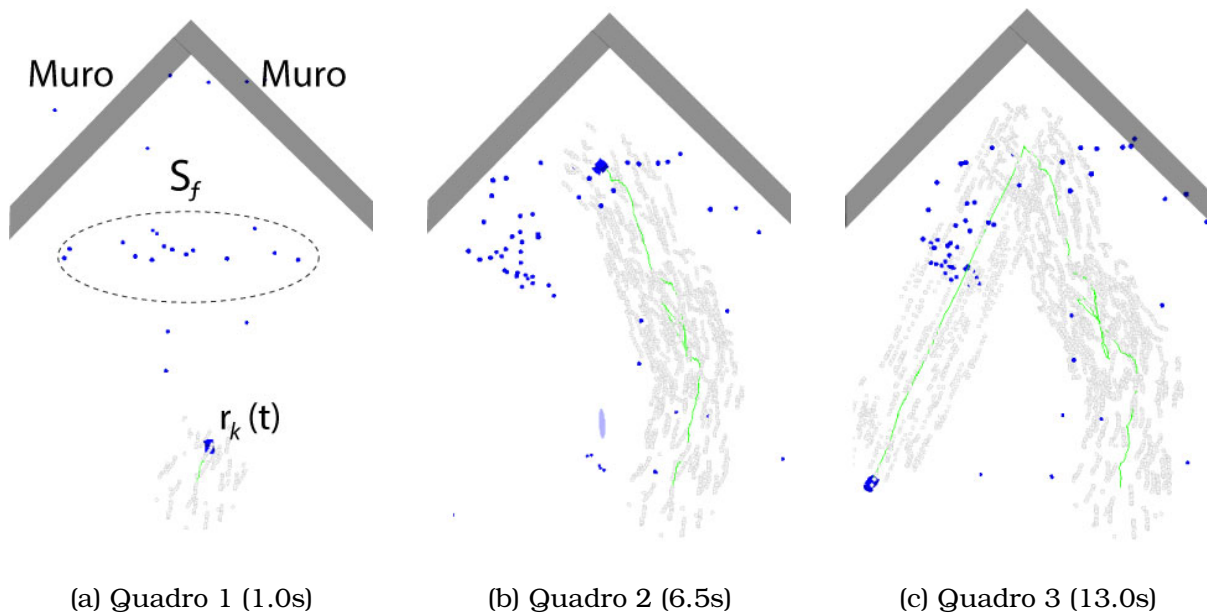 Muro
Muro
S_f
r_k(t)
(a) Quadro 1 (1.0s)
(b) Quadro 2 (6.5s)
(c) Quadro 3 (13.0s)